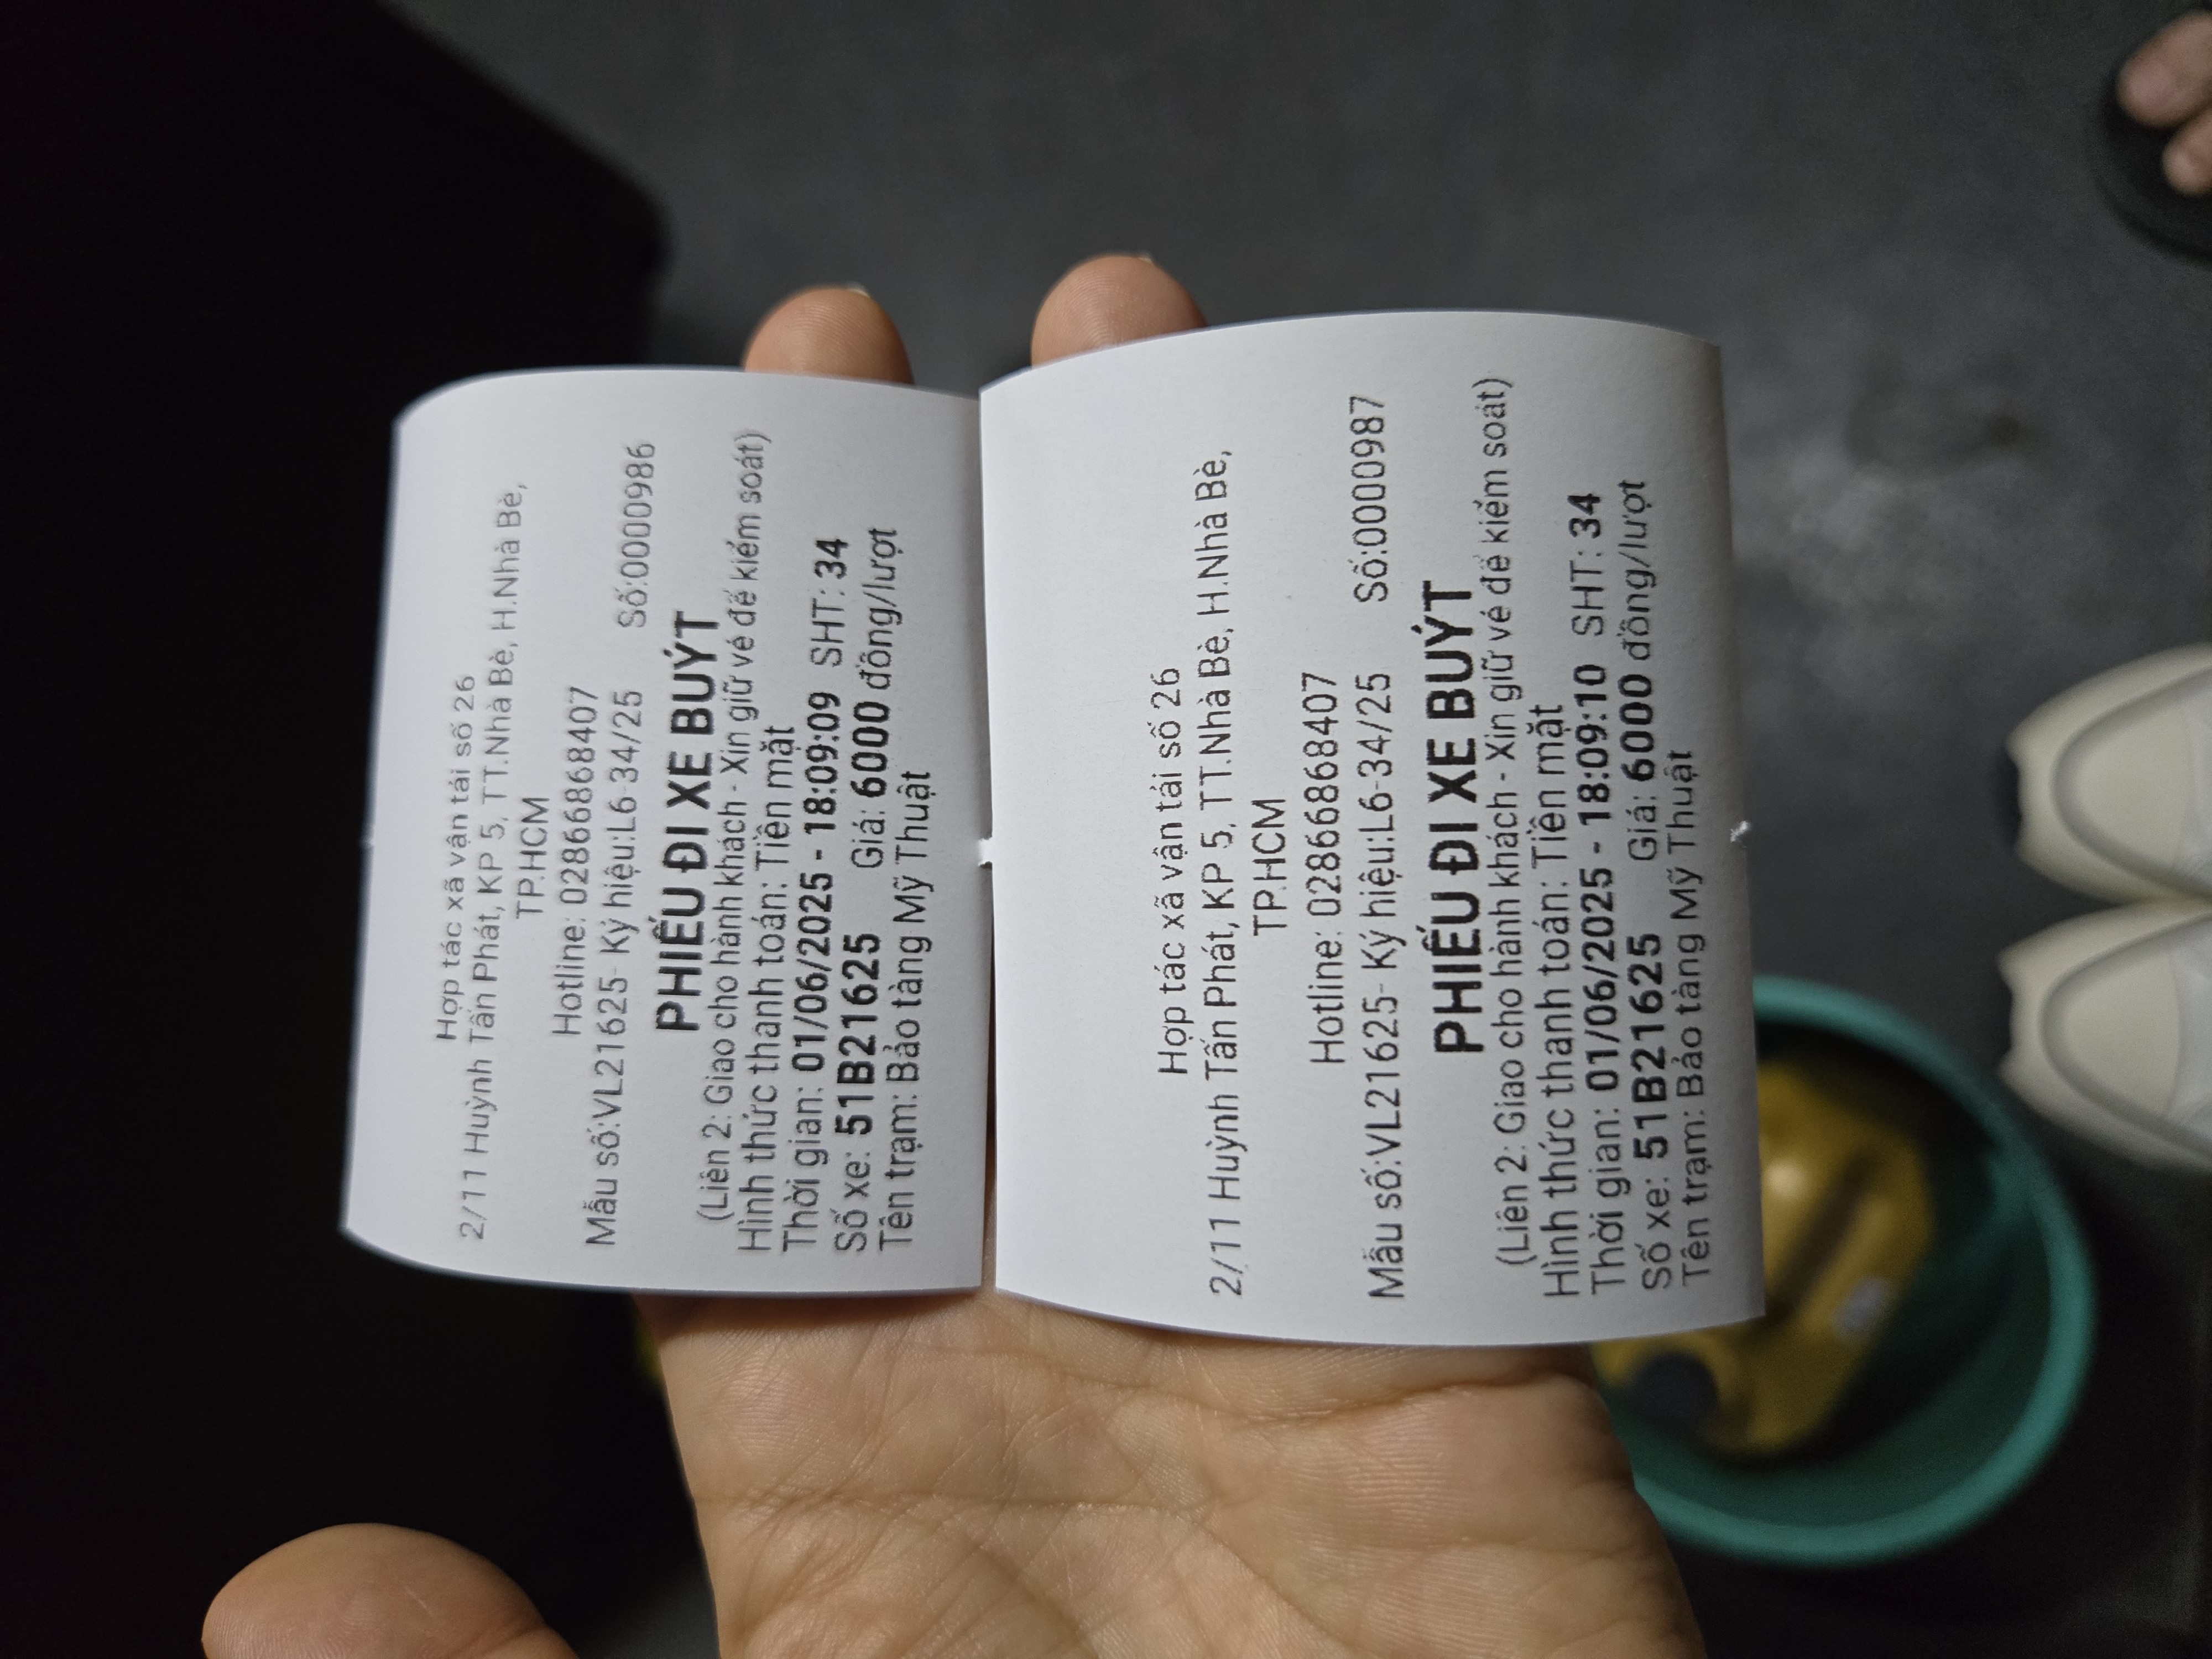 Hợp tác xã vận tải số 26
2/11 Huỳnh Tấn Phát, KP 5, TT.Nhà Bè, H.Nhà Bè,
TP.HCM
Hotline: 02866868407
Mẫu số:VL21625- Ký hiệu:L6-34/25 Số:0000986
PHIẾU ĐI XE BUÝT
(Liên 2: Giao cho hành khách - Xin giữ vé để kiểm soát)
Hình thức thanh toán: Tiền mặt
Thời gian: 01/06/2025 - 18:09:09 SHT: 34
Số xe: 51B21625 Giá: 6000 đồng/lượt
Tên trạm: Bảo tàng Mỹ Thuật
Hợp tác xã vận tải số 26
2/11 Huỳnh Tấn Phát, KP 5, TT.Nhà Bè, H.Nhà Bè,
TP.HCM
Hotline: 02866868407
Mẫu số:VL21625- Ký hiệu:L6-34/25 Số:0000987
PHIẾU ĐI XE BUÝT
(Liên 2: Giao cho hành khách - Xin giữ vé để kiểm soát)
Hình thức thanh toán: Tiền mặt
Thời gian: 01/06/2025 - 18:09:10 SHT: 34
Số xe: 51B21625 Giá: 6000 đồng/lượt
Tên trạm: Bảo tàng Mỹ Thuật